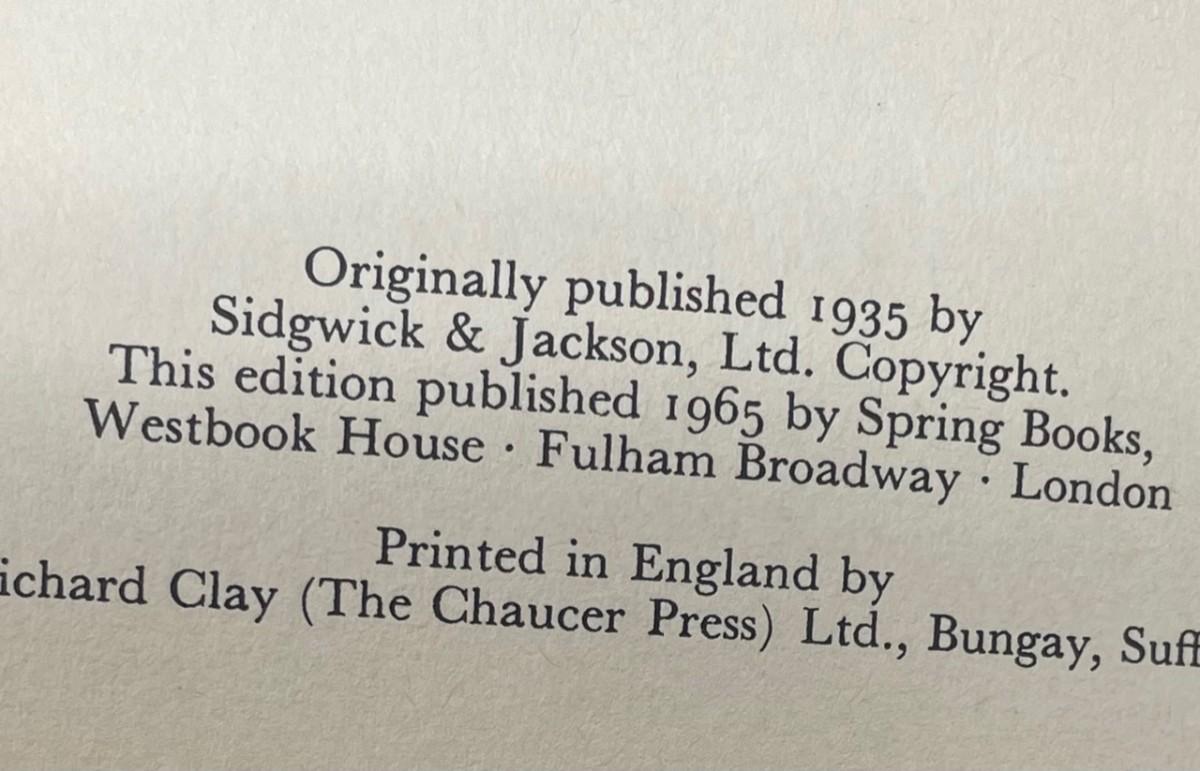 Originally published 1935 by
Sidgwick & Jackson, Ltd. Copyright.
This edition published 1965 by Spring Books,
Westbook House · Fulham Broadway · London
Printed in England by
ichard Clay (The Chaucer Press) Ltd., Bungay, Suff